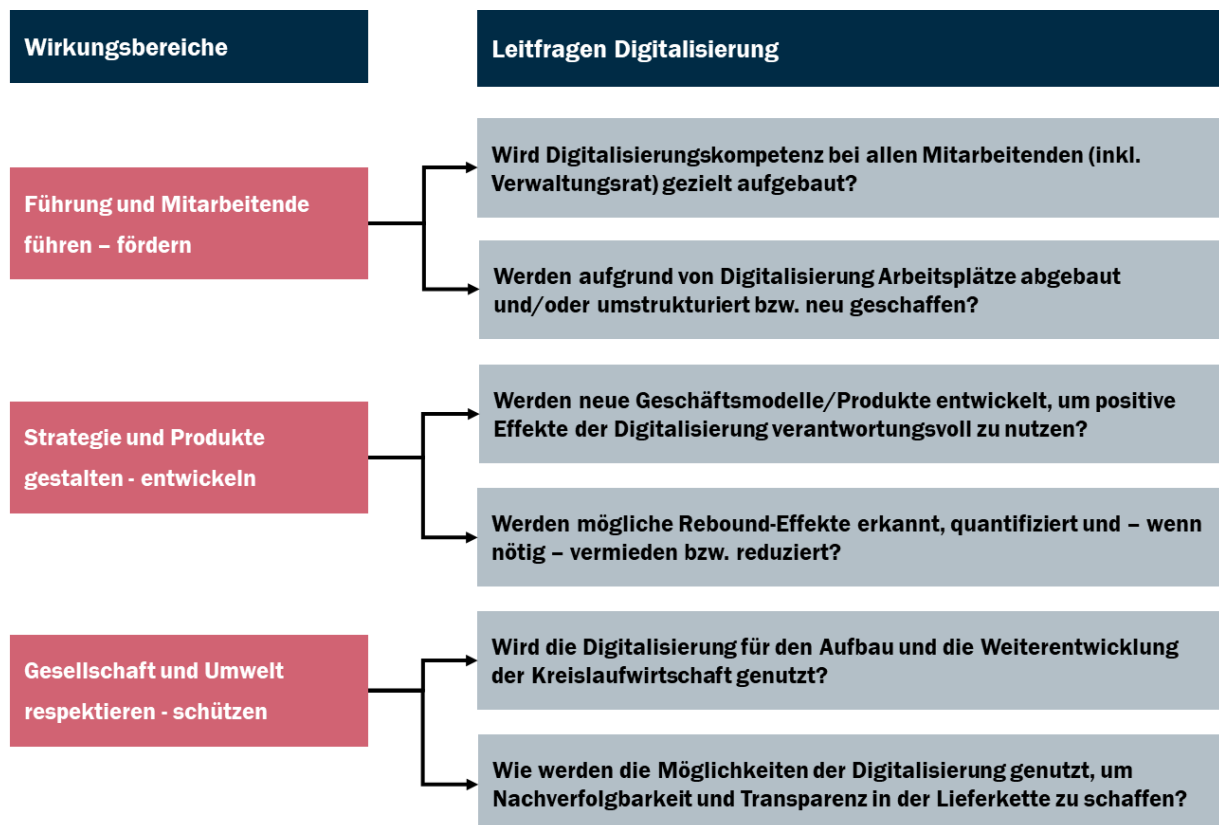 Wirkungsbereiche
Leitfragen Digitalisierung
Führung und Mitarbeitende
führen – fördern
Wird Digitalisierungskompetenz bei allen Mitarbeitenden (inkl.
Verwaltungsrat) gezielt aufgebaut?
Werden aufgrund von Digitalisierung Arbeitsplätze abgebaut
und/oder umstrukturiert bzw. neu geschaffen?
Strategie und Produkte
gestalten - entwickeln
Werden neue Geschäftsmodelle/Produkte entwickelt, um positive
Effekte der Digitalisierung verantwortungsvoll zu nutzen?
Werden mögliche Rebound-Effekte erkannt, quantifiziert und – wenn
nötig – vermieden bzw. reduziert?
Gesellschaft und Umwelt
respektieren - schützen
Wird die Digitalisierung für den Aufbau und die Weiterentwicklung
der Kreislaufwirtschaft genutzt?
Wie werden die Möglichkeiten der Digitalisierung genutzt, um
Nachverfolgbarkeit und Transparenz in der Lieferkette zu schaffen?